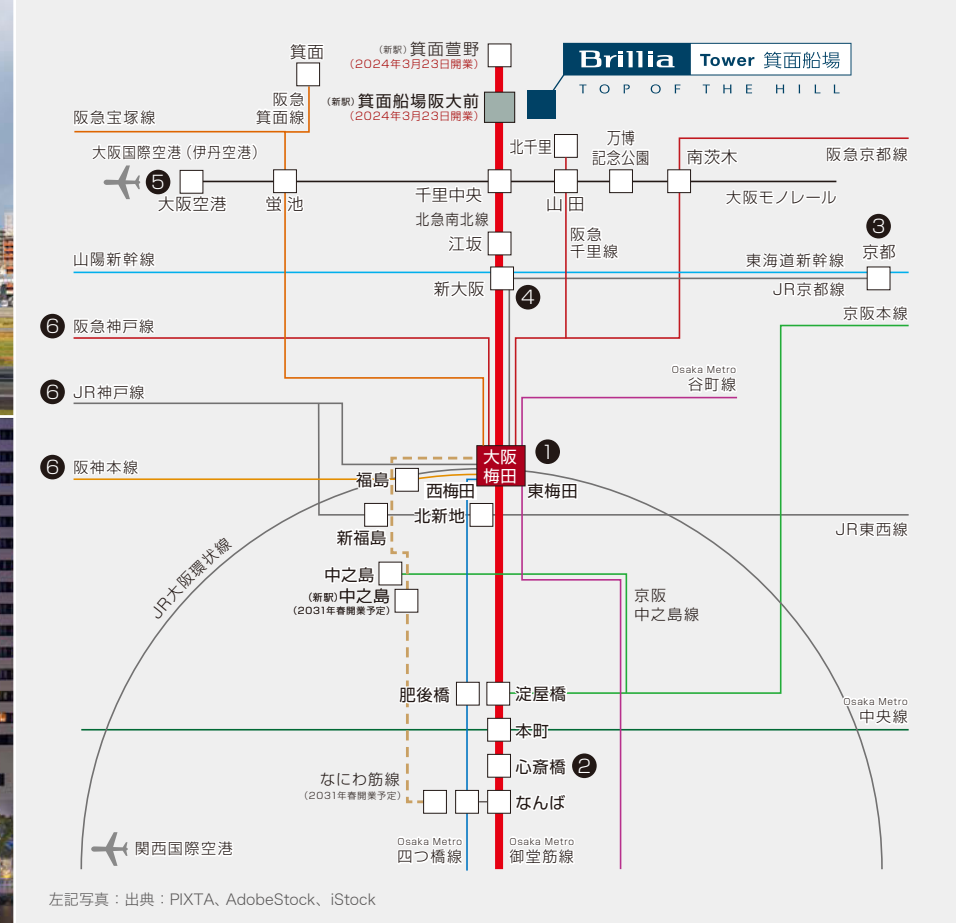 箕面
(新駅)箕面萱野
(2024年3月23日開業)
Brillia Tower 箕面船場
TOP OF THE HILL
阪急
箕面線
(新駅)箕面船場阪大前
(2024年3月23日開業)
阪急宝塚線
北千里
万博
記念公園
南茨木
阪急京都線
大阪国際空港(伊丹空港)
5
大阪空港
蛍池
千里中央
山田
大阪モノレール
北急南北線
江坂
阪急
千里線
3
京都
山陽新幹線
東海道新幹線
新大阪
4
JR京都線
京阪本線
6 阪急神戸線
Osaka Metro
谷町線
6 JR神戸線
1
大阪
梅田
6 阪神本線
福島
西梅田
東梅田
新福島
北新地
JR東西線
JR大阪環状線
中之島
(新駅)中之島
(2031年春開業予定)
京阪
中之島線
肥後橋
淀屋橋
Osaka Metro
中央線
本町
心斎橋 2
なにわ筋線
(2031年春開業予定)
なんば
関西国際空港
Osaka Metro
四つ橋線
Osaka Metro
御堂筋線
左記写真:出典:PIXTA、AdobeStock、iStock